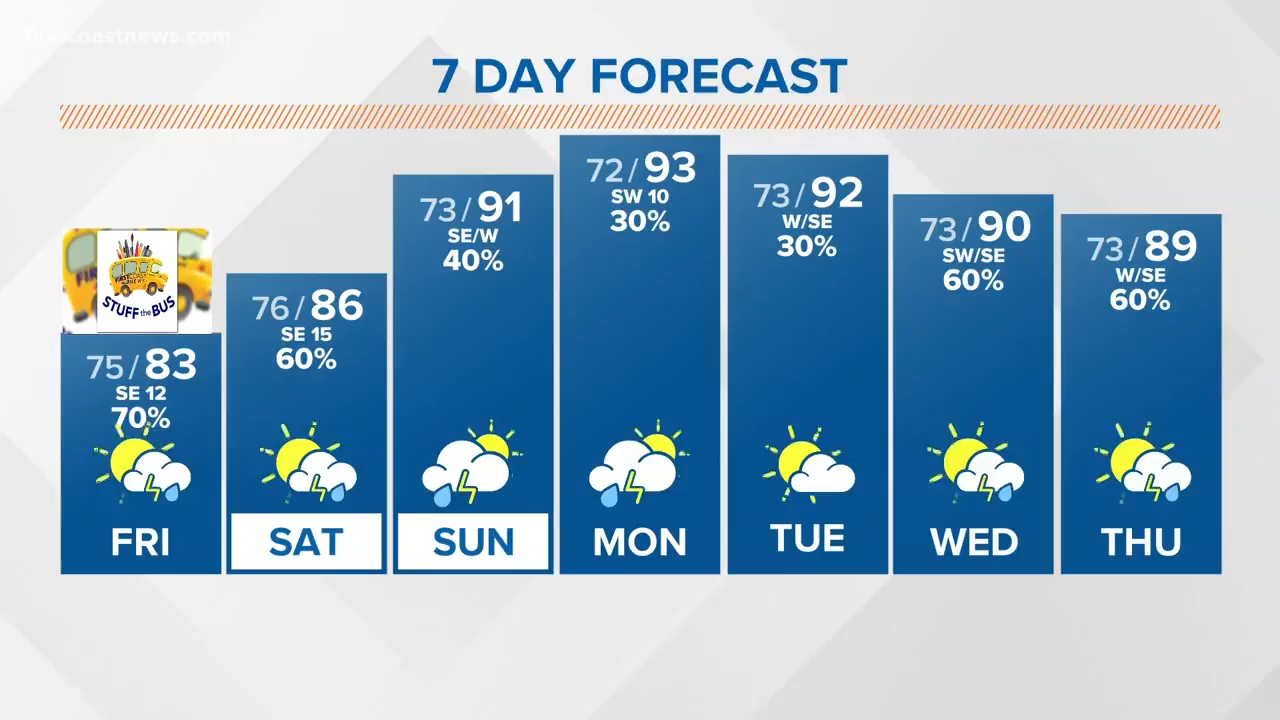 firstcoastnews.com
7 DAY FORECAST
STUFF the BUS
75/83
SE 12
70%
FRI
76/86
SE 15
60%
SAT
73/91
SE/W
40%
SUN
72/93
SW 10
30%
MON
73/92
W/SE
30%
TUE
73/90
SW/SE
60%
WED
73/89
W/SE
60%
THU